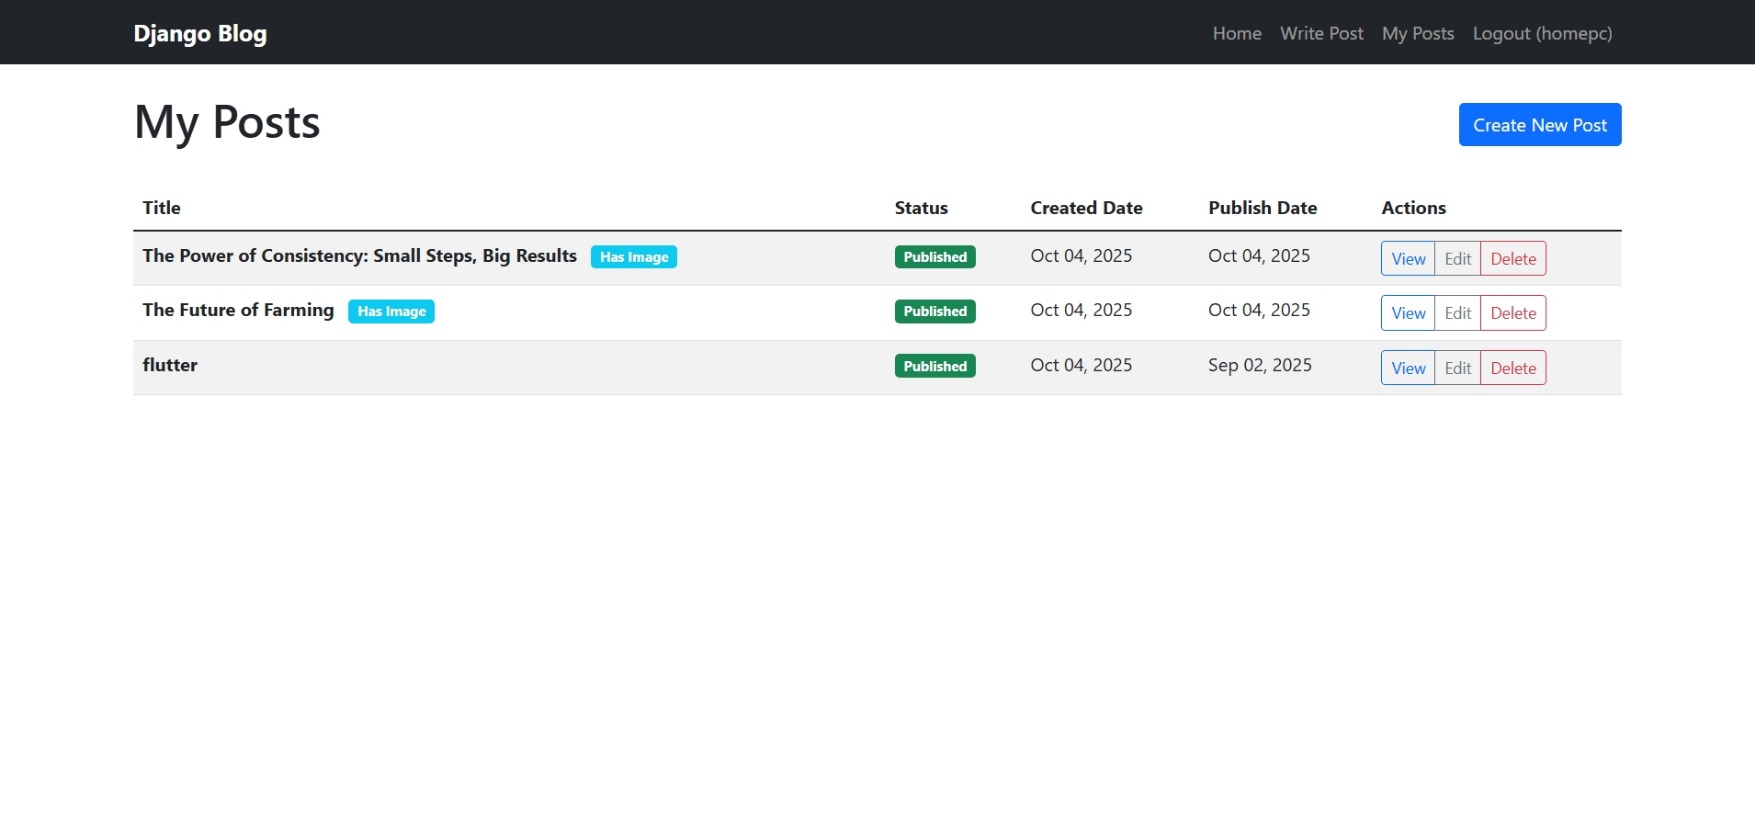 Django Blog Home Write Post My Posts Logout (homepc)
My Posts Create New Post
Title Status Created Date Publish Date Actions
The Power of Consistency: Small Steps, Big Results Has Image Published Oct 04, 2025 Oct 04, 2025 View Edit Delete
The Future of Farming Has Image Published Oct 04, 2025 Oct 04, 2025 View Edit Delete
flutter Published Oct 04, 2025 Sep 02, 2025 View Edit Delete